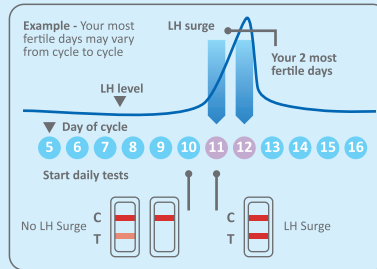 Example - Your most
fertile days may vary
from cycle to cycle
LH surge
Your 2 most
fertile days
LH level
Day of cycle
5 6 7 8 9 10 11 12 13 14 15 16
Start daily tests
No LH Surge
C
T
C
T
LH Surge